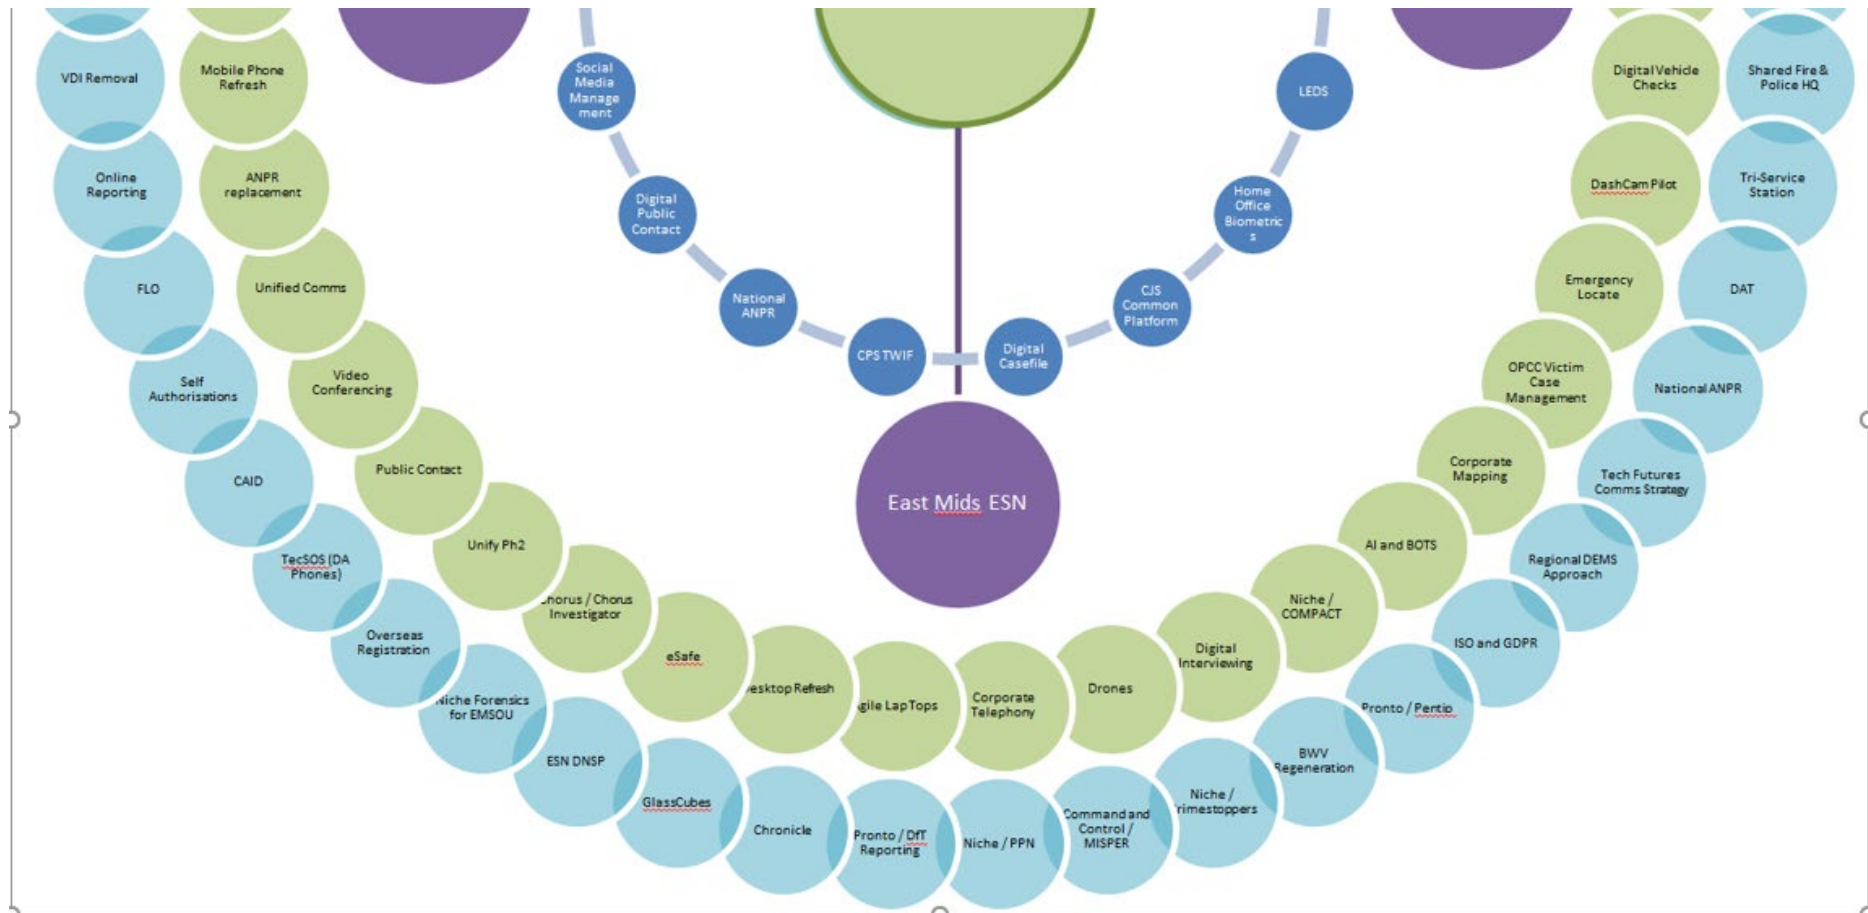 VDI Removal
Online
Reporting
FLO
Self
Authorisations
CAID
TecSOS (DA
Phones)
Overseas
Registration
Niche Forensics
for EMSOU
ESN DNSP
GlassCubes
Chronicle
Pronto / DfT
Reporting
Niche / PPN
Command and
Control /
MISPER
Niche /
rimestoppers
BWV
Regeneration
Pronto / Pentip
ISO and GDPR
Regional DEMS
Approach
Tech Futures
Comms Strategy
National ANPR
DAT
Tri-Service
Station
Shared Fire &
Police HQ
Mobile Phone
Refresh
ANPR
replacement
Unified Comms
Video
Conferencing
Public Contact
Unify Ph2
horus / Chorus
Investigator
eSafe
esktop Refresh
gile LapTops
Corporate
Telephony
Drones
Digital
Interviewing
Niche /
COMPACT
AI and BOTS
Corporate
Mapping
OPCC Victim
Case
Management
Emergency
Locate
DashCam Pilot
Digital Vehicle
Checks
Social
Media
Manage
ment
Digital
Public
Contact
National
ANPR
CPS TWIF
Digital
Casefile
CJS
Common
Platform
Home
Office
Biometric
s
LEDS
East Mids ESN